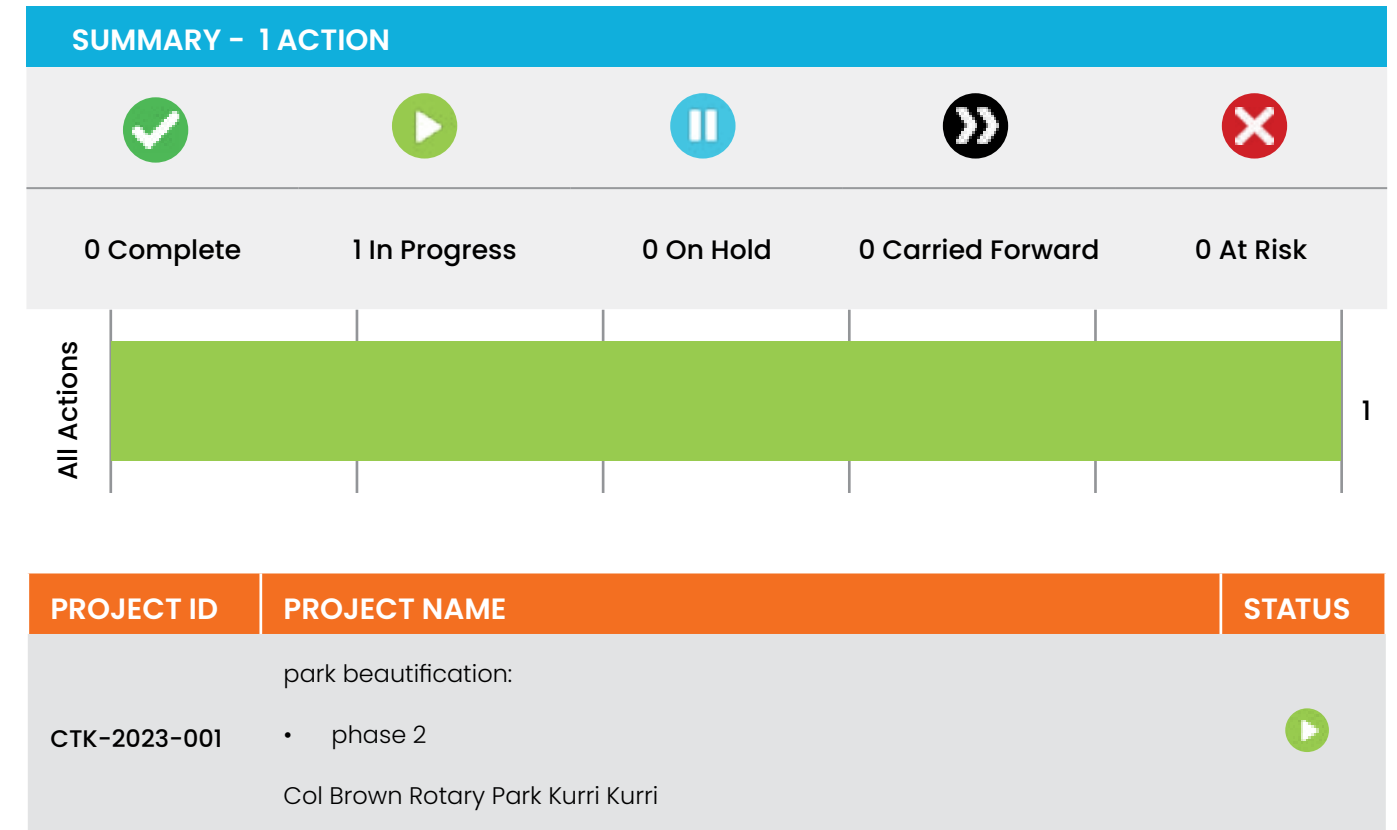 SUMMARY - 1 ACTION
0 Complete
1 In Progress
0 On Hold
0 Carried Forward
0 At Risk
All Actions
1
PROJECT ID
PROJECT NAME
STATUS
park beautification:
CTK-2023-001
• phase 2
Col Brown Rotary Park Kurri Kurri